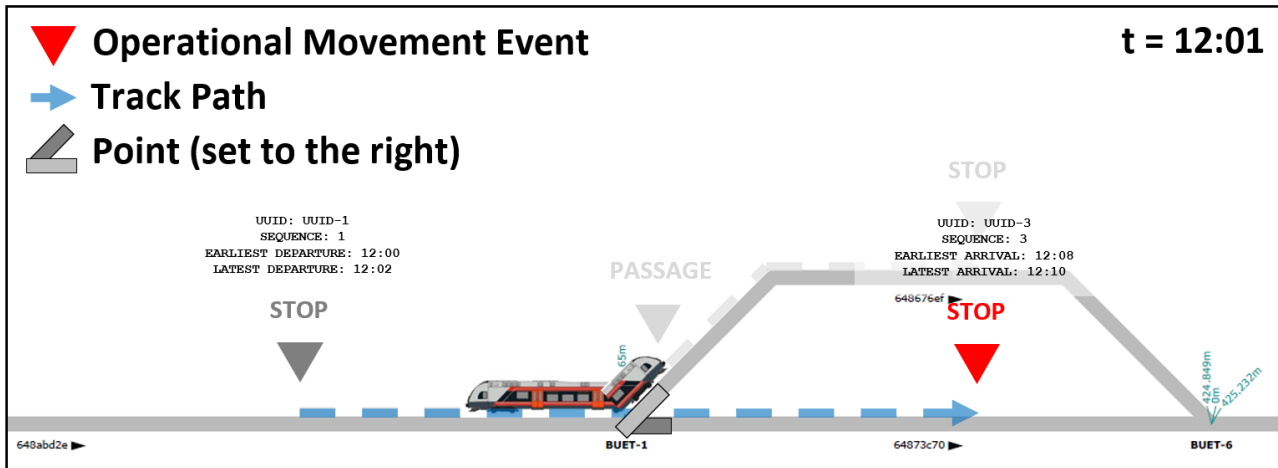 Operational Movement Event
t = 12:01
Track Path
Point (set to the right)
STOP
UUID: UUID-1
SEQUENCE: 1
EARLIEST DEPARTURE: 12:00
LATEST DEPARTURE: 12:02
UUID: UUID-3
SEQUENCE: 3
EARLIEST ARRIVAL: 12:08
LATEST ARRIVAL: 12:10
PASSAGE
648676ef
STOP
STOP
65m
424.849m
0m
425.232m
648abd2e
BUET-1
64873c70
BUET-6